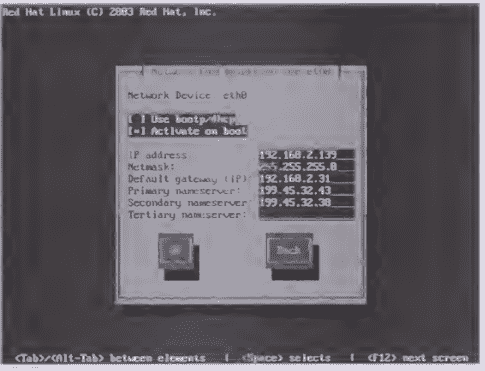 Red Hat Linux (C) 2003 Red Hat, Inc.
Network Device eth0
[ ] Use bootp/dhcp
[*] Activate on boot
IP address
192.168.2.139
Netmask:
255.255.255.0
Default gateway (IP):
192.168.2.31
Primary nameserver:
199.45.32.43
Secondary nameserver:
199.45.32.38
Tertiary nameserver:
Back
<Tab>/<Alt-Tab> between elements | <Space> selects | <F12> next screen